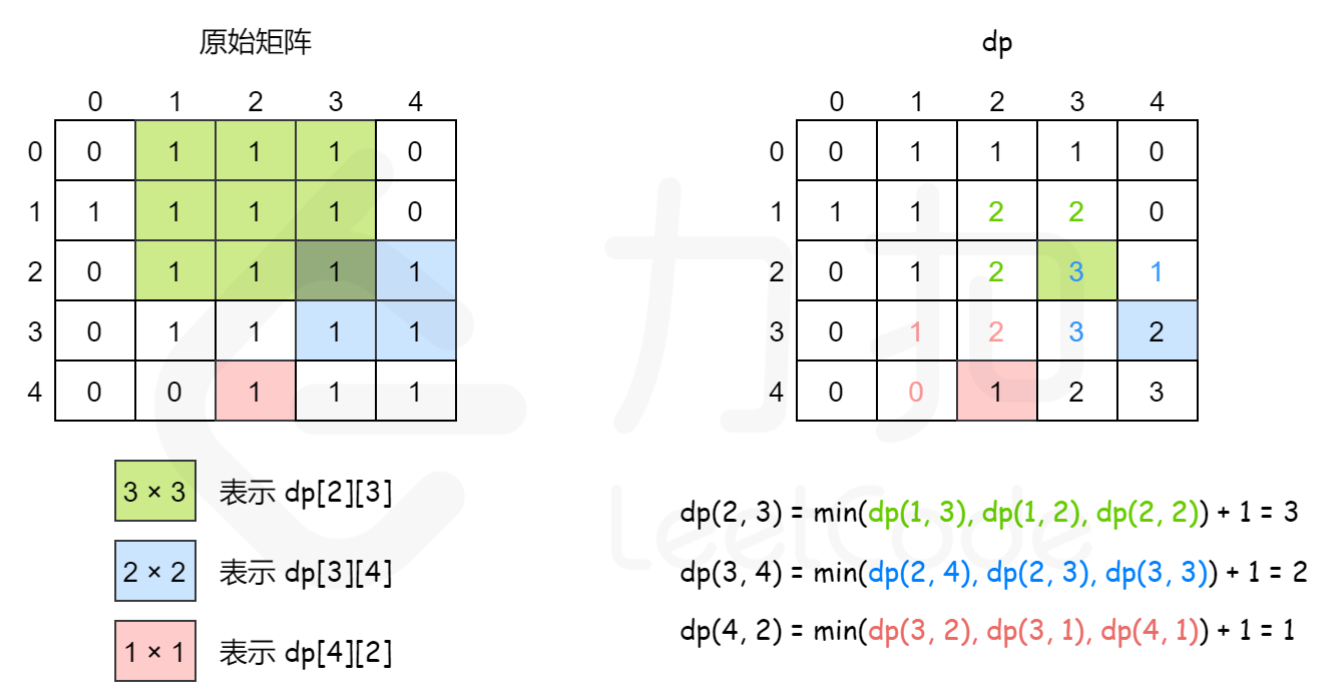 原始矩阵
0 1 2 3 4
0 0 1 1 1 0
1 1 1 1 1 0
2 0 1 1 1 1
3 0 1 1 1 1
4 0 0 1 1 1
3 × 3 表示 dp[2][3]
2 × 2 表示 dp[3][4]
1 × 1 表示 dp[4][2]
dp
0 1 2 3 4
0 0 1 1 1 0
1 1 1 2 2 0
2 0 1 2 3 1
3 0 1 2 3 2
4 0 0 1 2 3
dp(2, 3) = min(dp(1, 3), dp(1, 2), dp(2, 2)) + 1 = 3
dp(3, 4) = min(dp(2, 4), dp(2, 3), dp(3, 3)) + 1 = 2
dp(4, 2) = min(dp(3, 2), dp(3, 1), dp(4, 1)) + 1 = 1
力扣
LeetCode